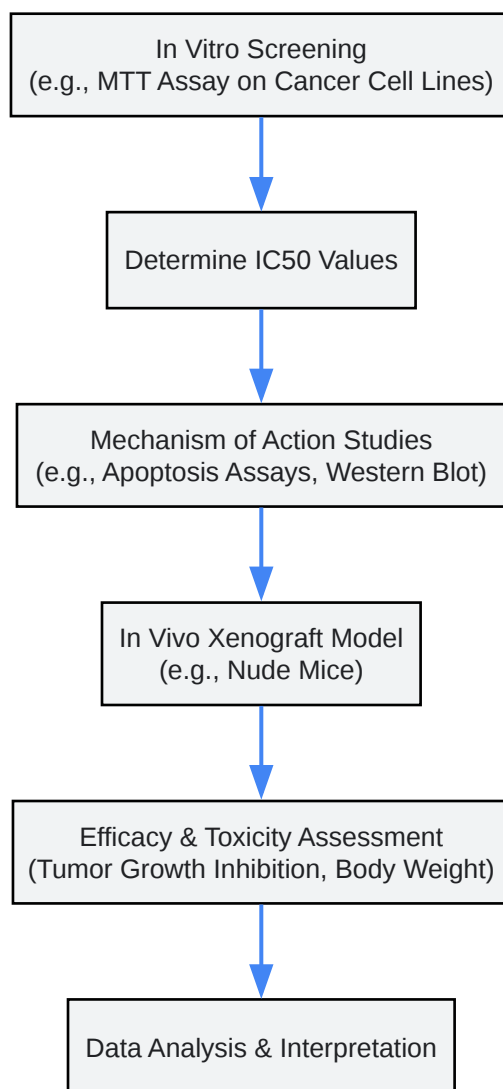 In Vitro Screening
(e.g., MTT Assay on Cancer Cell Lines)
Determine IC50 Values
Mechanism of Action Studies
(e.g., Apoptosis Assays, Western Blot)
In Vivo Xenograft Model
(e.g., Nude Mice)
Efficacy & Toxicity Assessment
(Tumor Growth Inhibition, Body Weight)
Data Analysis & Interpretation